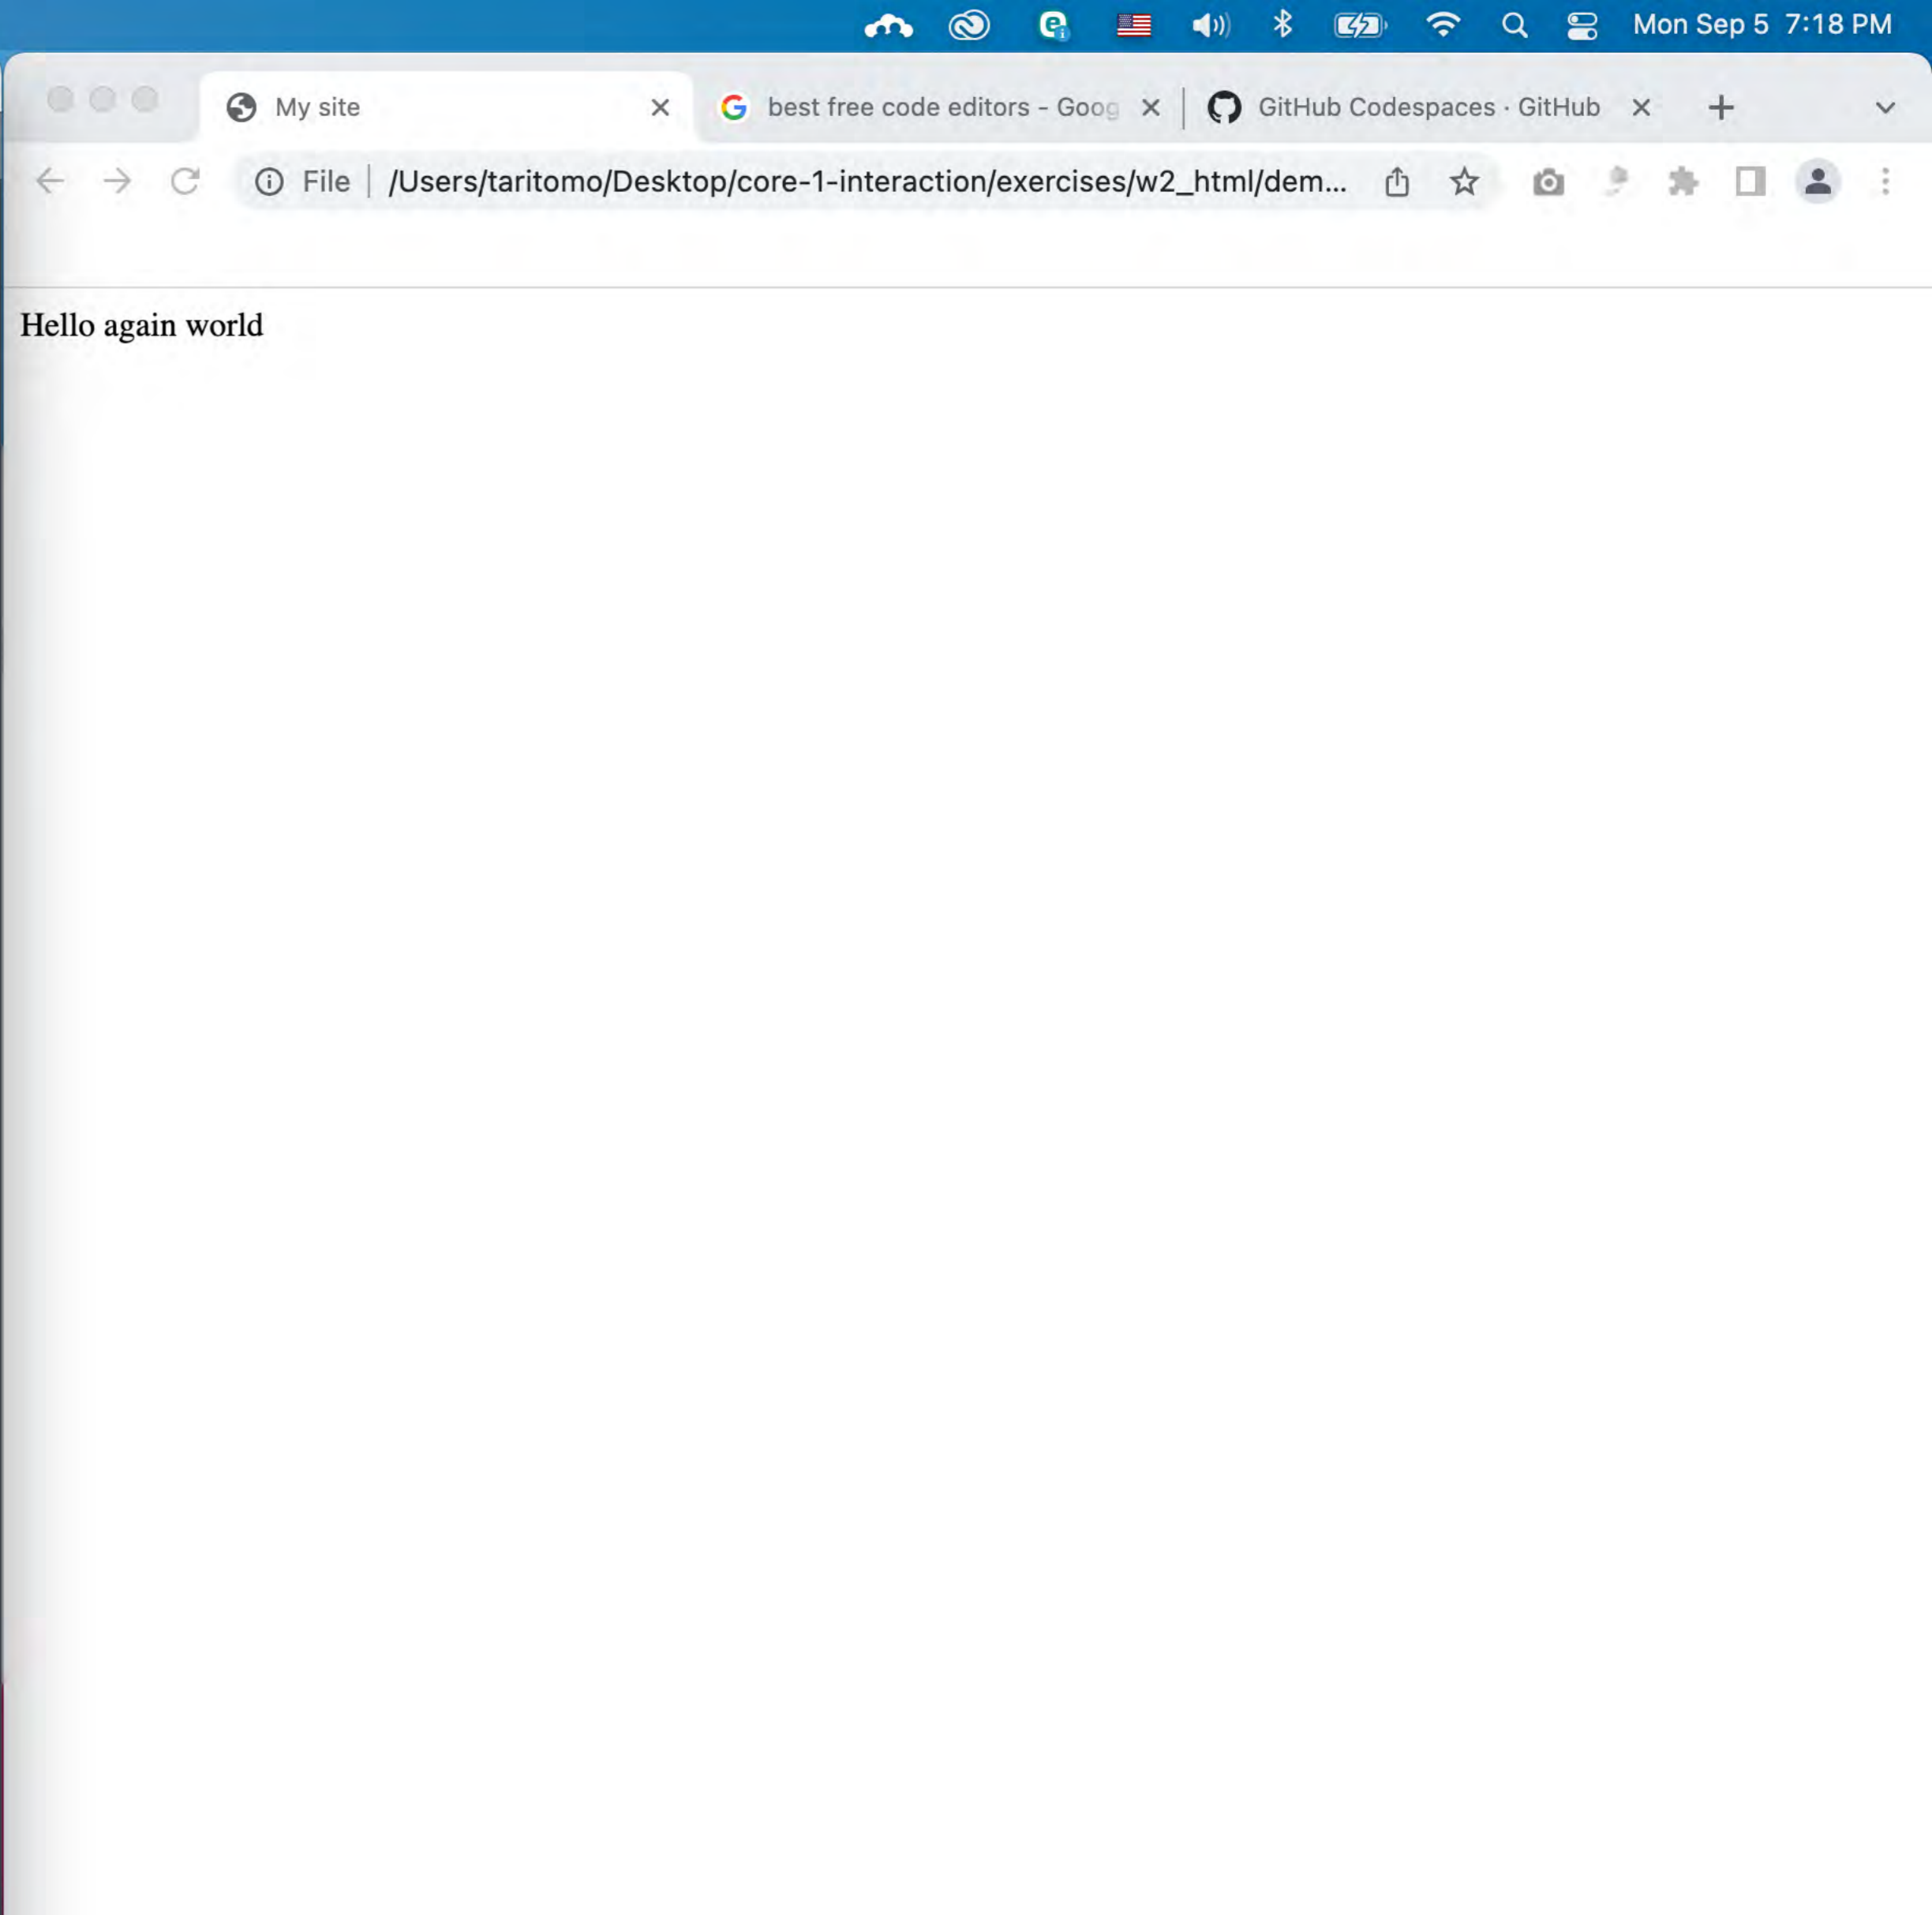 Mon Sep 5 7:18 PM
My site
best free code editors - Goog
GitHub Codespaces · GitHub
File
/Users/taritomo/Desktop/core-1-interaction/exercises/w2_html/dem...
Hello again world